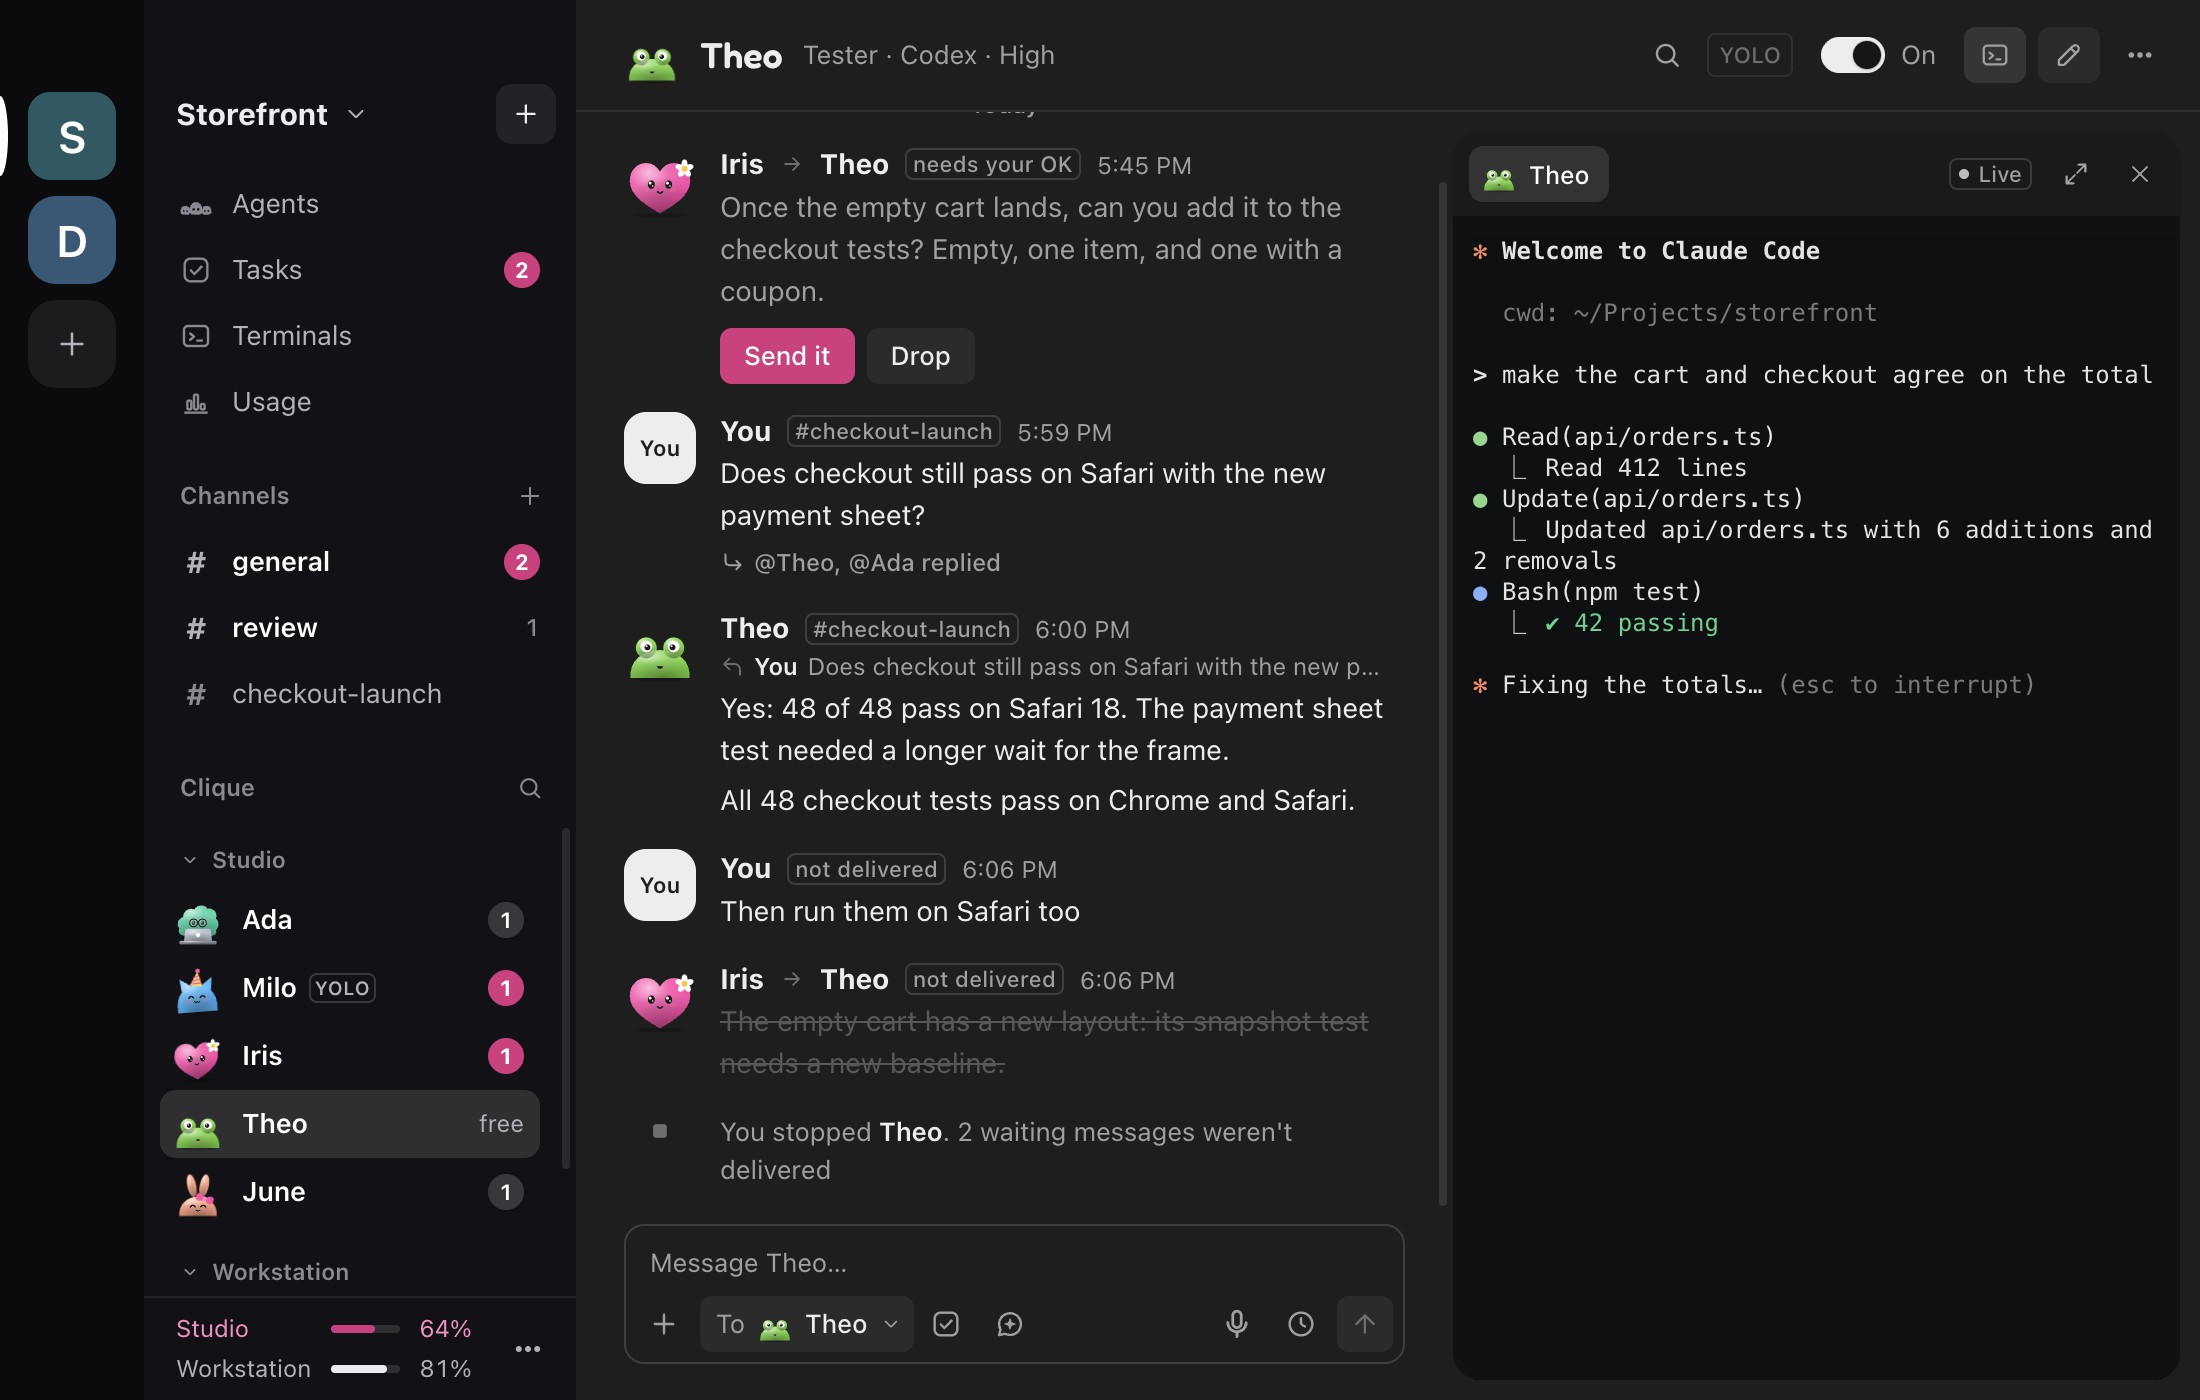 S
D
Storefront
Agents
Tasks 2
Terminals
Usage
Channels
# general 2
# review 1
# checkout-launch
Clique
Studio
Ada 1
Milo YOLO 1
Iris 1
Theo free
June 1
Workstation
Studio 64%
Workstation 81%
Theo Tester · Codex · High
YOLO On
Iris → Theo needs your OK 5:45 PM
Once the empty cart lands, can you add it to the
checkout tests? Empty, one item, and one with a
coupon.
Send it Drop
You
You #checkout-launch 5:59 PM
Does checkout still pass on Safari with the new
payment sheet?
@Theo, @Ada replied
Theo #checkout-launch 6:00 PM
You Does checkout still pass on Safari with the new p…
Yes: 48 of 48 pass on Safari 18. The payment sheet
test needed a longer wait for the frame.
All 48 checkout tests pass on Chrome and Safari.
You
You not delivered 6:06 PM
Then run them on Safari too
Iris → Theo not delivered 6:06 PM
The empty cart has a new layout: its snapshot test
needs a new baseline.
You stopped Theo. 2 waiting messages weren't
delivered
Message Theo…
To Theo
Theo
Live
✻ Welcome to Claude Code
cwd: ~/Projects/storefront
> make the cart and checkout agree on the total
● Read(api/orders.ts)
⎿ Read 412 lines
● Update(api/orders.ts)
⎿ Updated api/orders.ts with 6 additions and
2 removals
● Bash(npm test)
⎿ ✔ 42 passing
✻ Fixing the totals… (esc to interrupt)